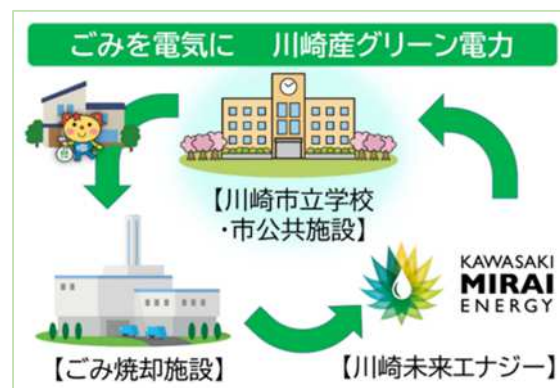 ごみを電気に 川崎産グリーン電力
【川崎市立学校
・市公共施設】
KAWASAKI
MIRAI
ENERGY
【ごみ焼却施設】
【川崎未来エナジー】